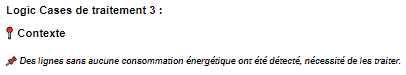 Logic Cases de traitement 3 :
Contexte
Des lignes sans aucune consommation énergétique ont été détecté, nécessité de les traiter.